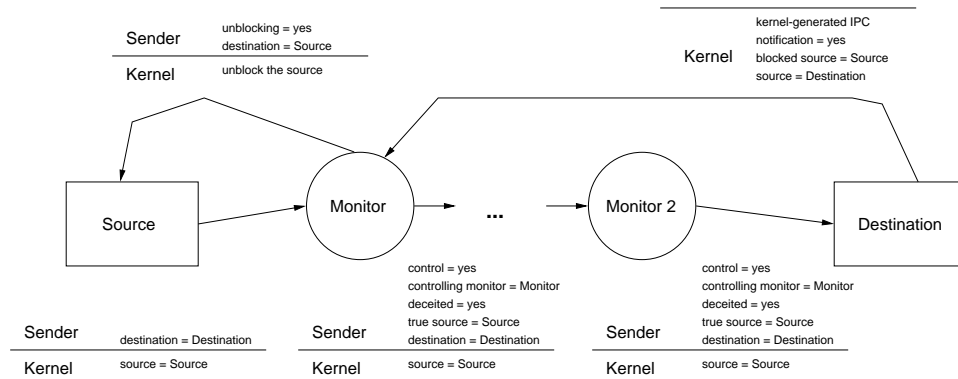 Sender
unblocking = yes
destination = Source
Kernel
unblock the source
Kernel
kernel-generated IPC
notification = yes
blocked source = Source
source = Destination
Source
Monitor
...
Monitor 2
Destination
Sender
destination = Destination
Kernel
source = Source
Sender
control = yes
controlling monitor = Monitor
deceited = yes
true source = Source
destination = Destination
Kernel
source = Source
Sender
control = yes
controlling monitor = Monitor
deceited = yes
true source = Source
destination = Destination
Kernel
source = Source